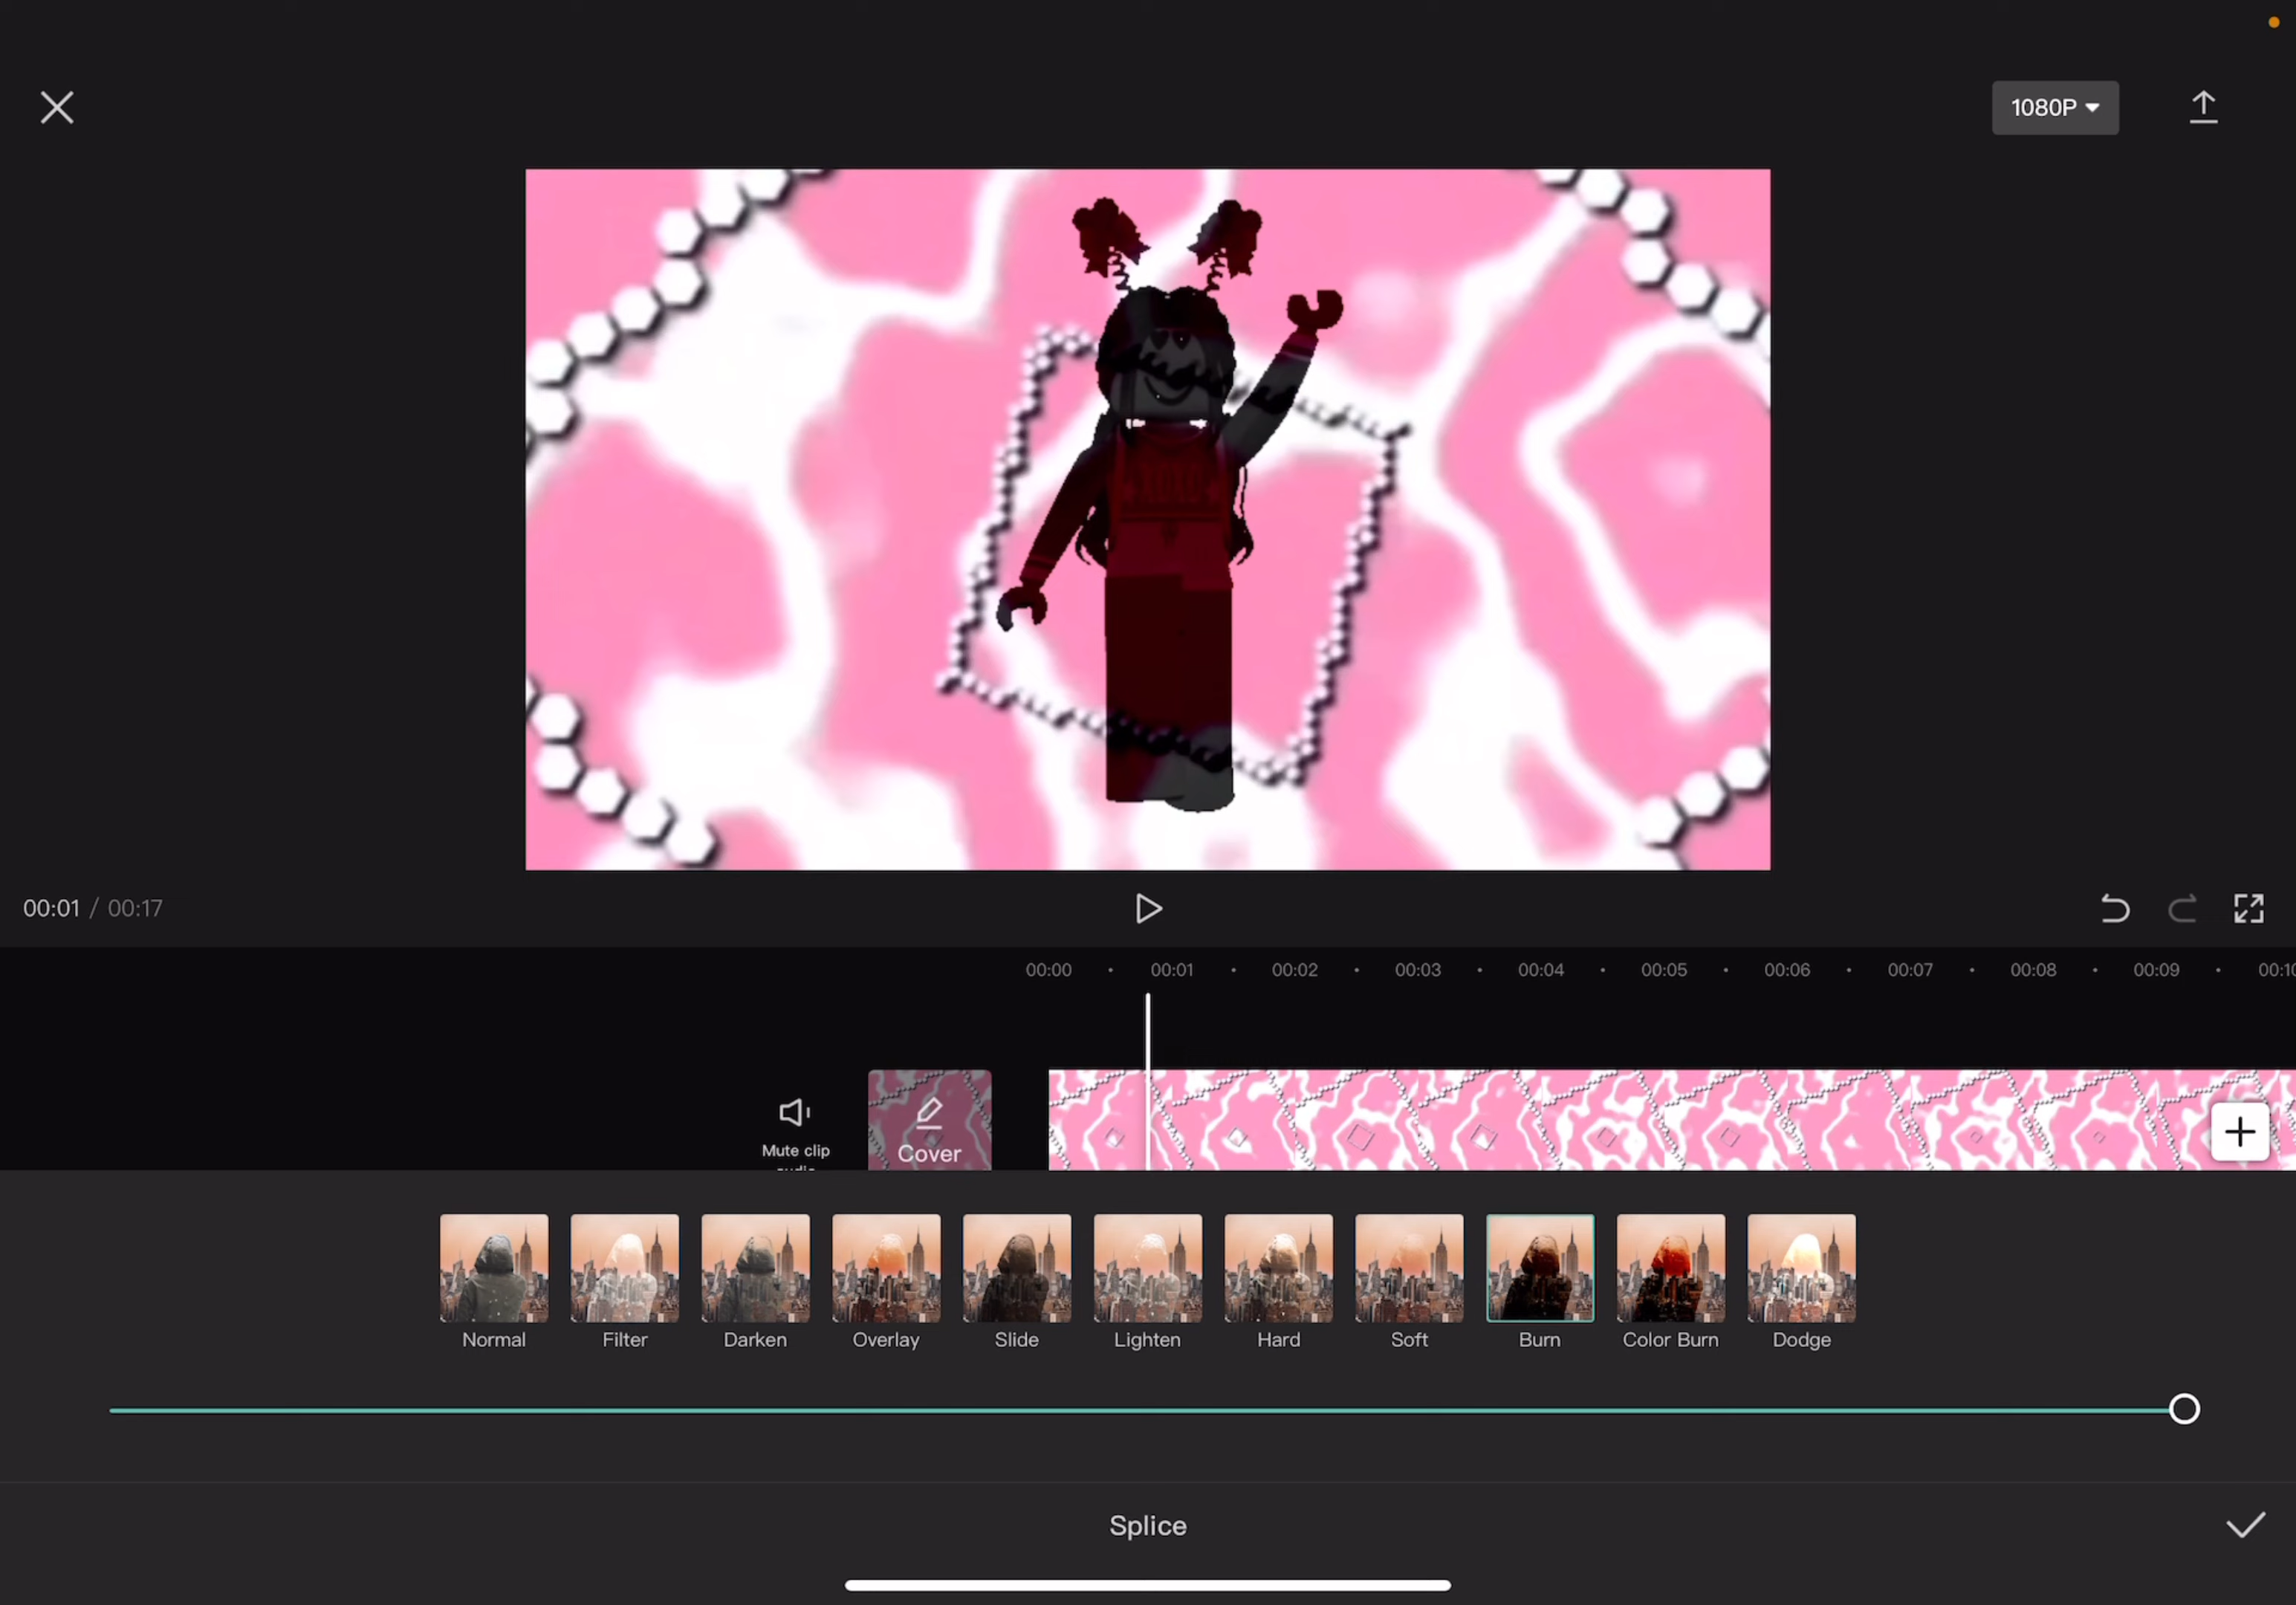 1080P
00:01 / 00:17
00:00 00:01 00:02 00:03 00:04 00:05 00:06 00:07 00:08 00:09
Mute clip
audio
Cover
Normal Filter Darken Overlay Slide Lighten Hard Soft Burn Color Burn Dodge
Splice